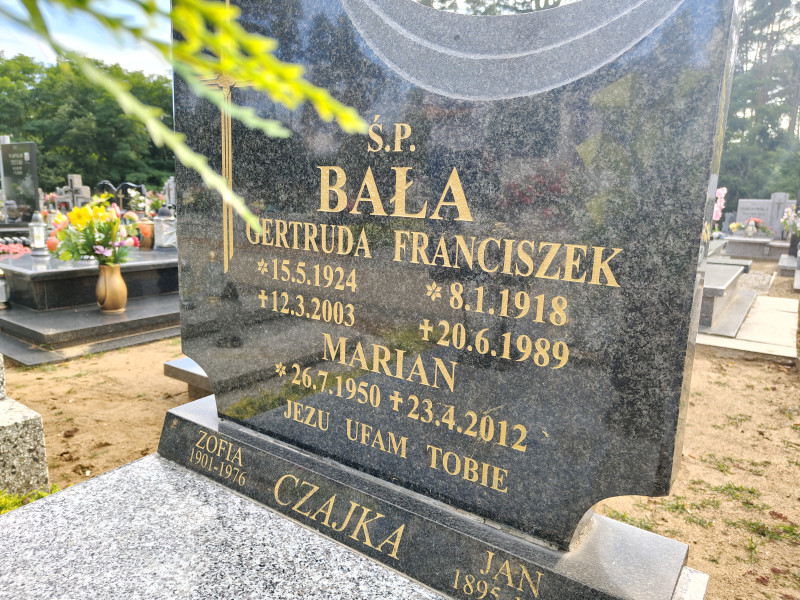 Ś.P.
BAŁA
GERTRUDA FRANCISZEK
*15.5.1924 *8.1.1918
✝12.3.2003 ✝20.6.1989
MARIAN
*26.7.1950 ✝23.4.2012
JEZU UFAM TOBIE
ZOFIA
1901-1976
CZAJKA
JAN
1895-